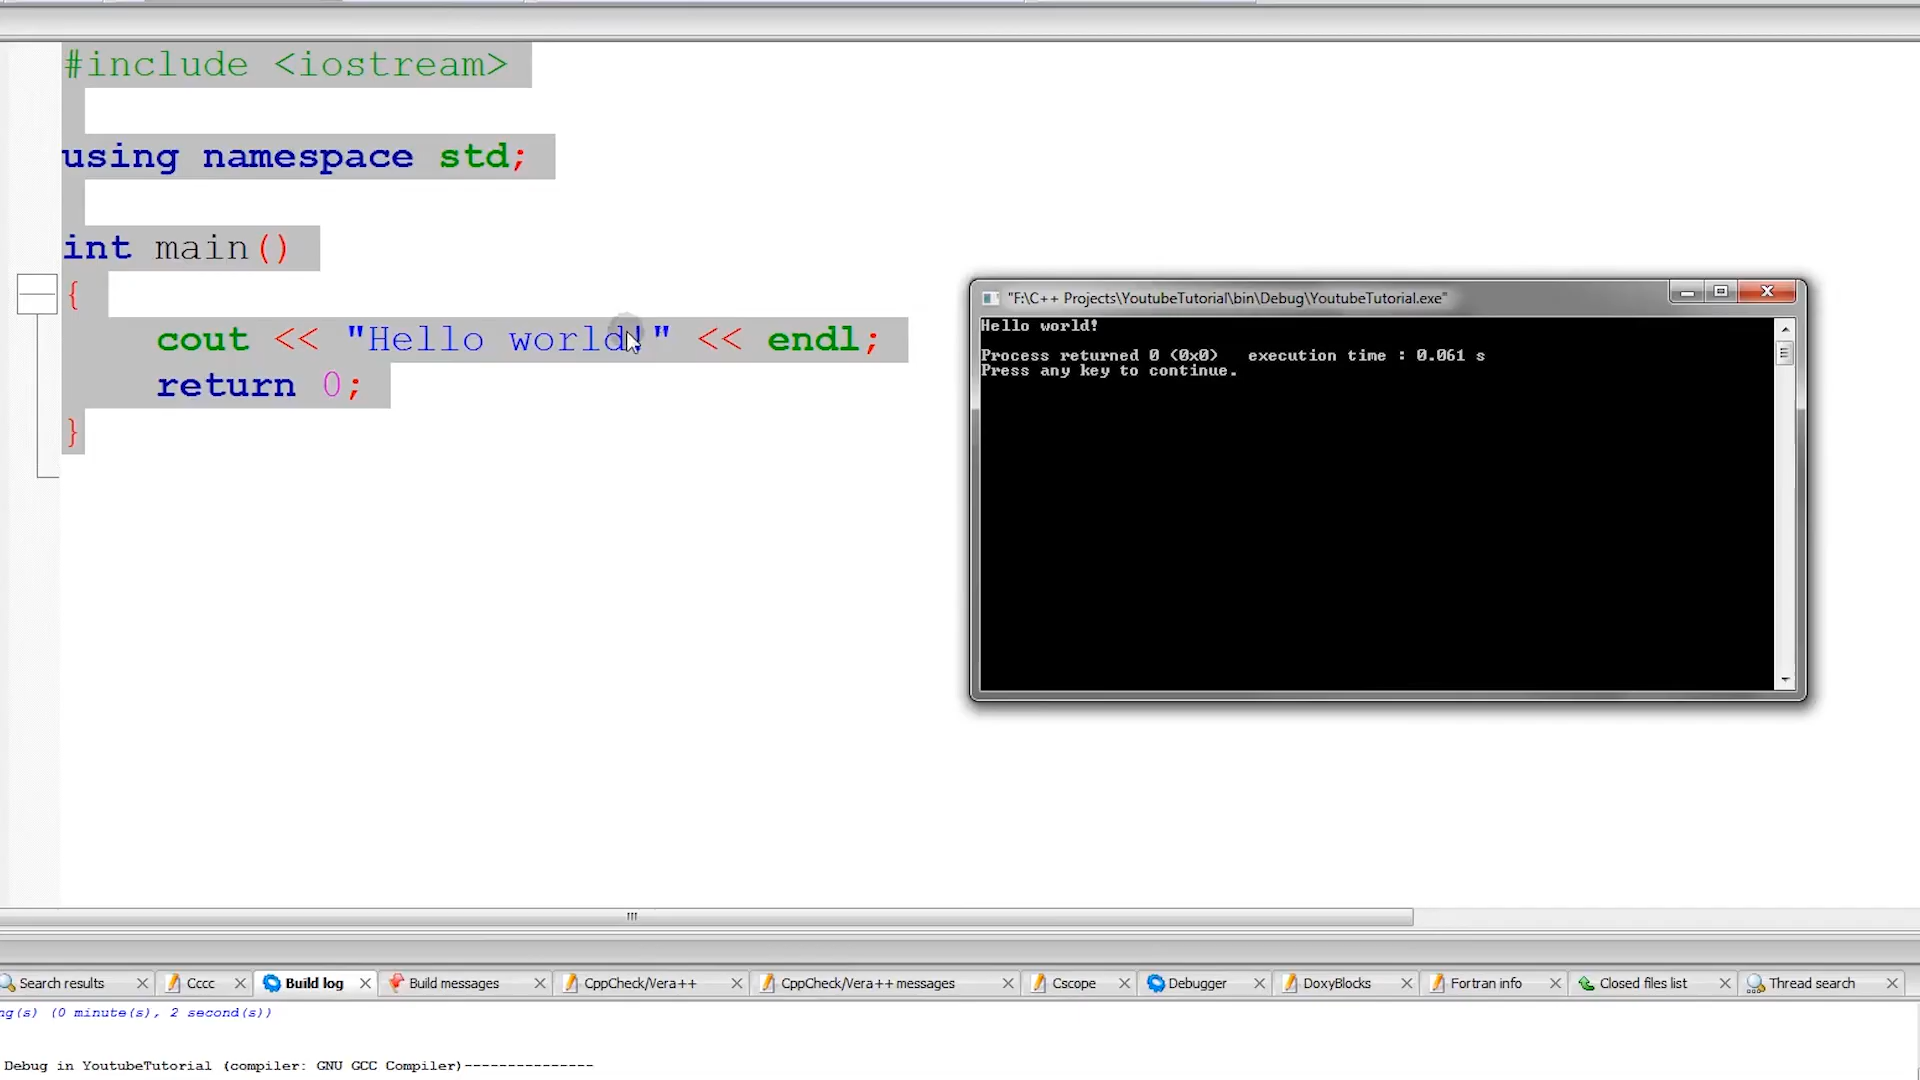 #include <iostream>
using namespace std;
int main()
{
cout << "Hello world!" << endl;
return 0;
}
"F:\C++ Projects\YoutubeTutorial\bin\Debug\YoutubeTutorial.exe"
Hello world!
Process returned 0 (0x0)   execution time : 0.061 s
Press any key to continue.
Search results
Cccc
Build log
Build messages
CppCheck/Vera++
CppCheck/Vera++ messages
Cscope
Debugger
DoxyBlocks
Fortran info
Closed files list
Thread search
ng(s) (0 minute(s), 2 second(s))
Debug in YoutubeTutorial (compiler: GNU GCC Compiler)---------------